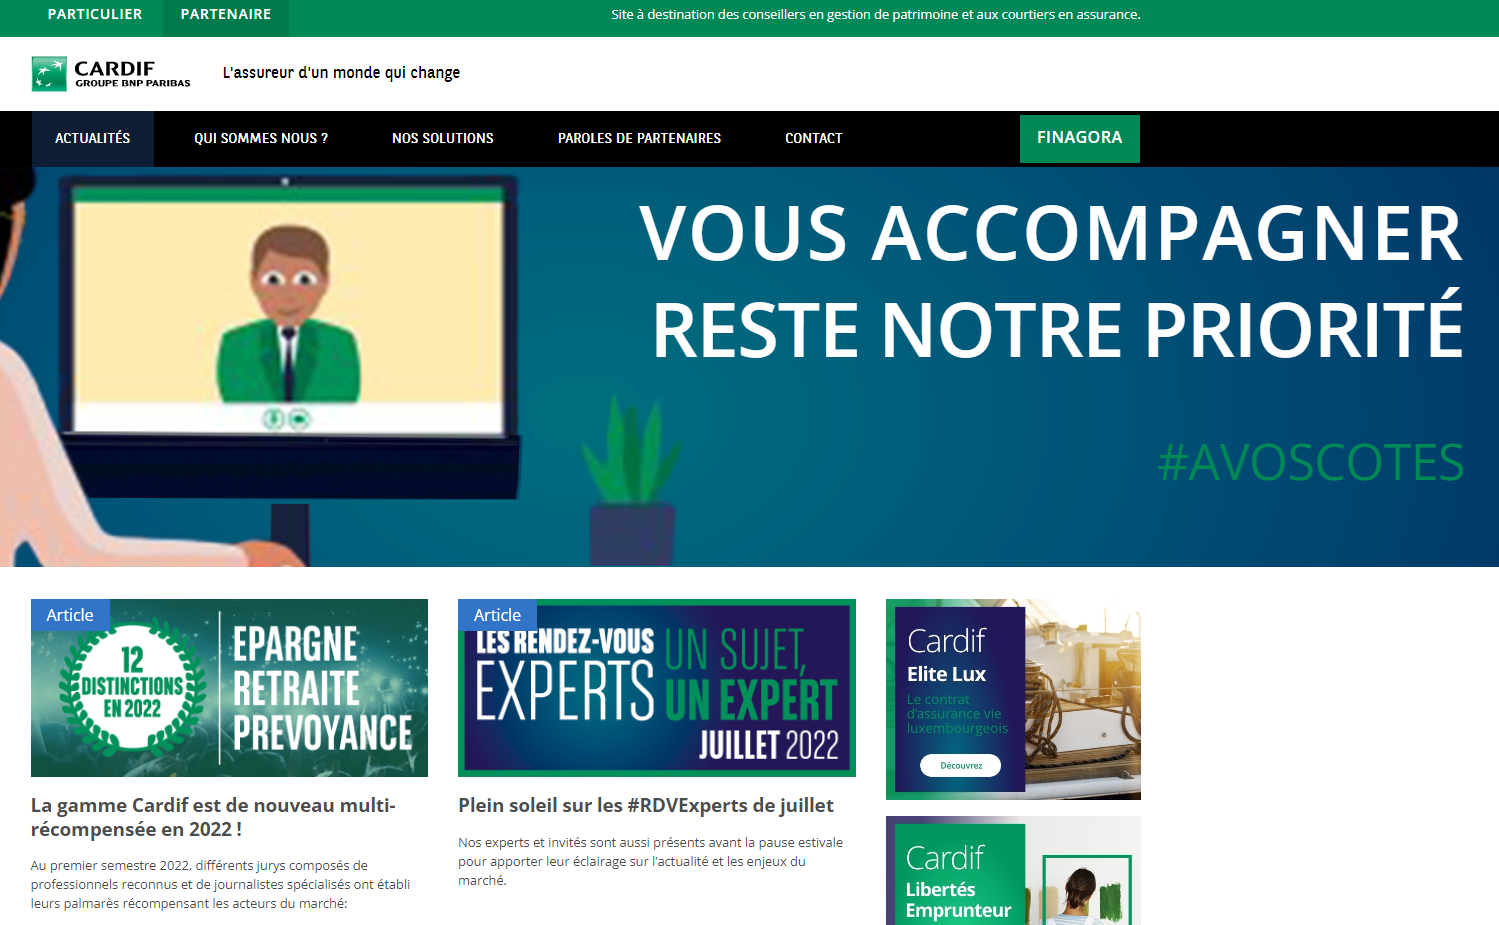 PARTICULIER
PARTENAIRE
Site à destination des conseillers en gestion de patrimoine et aux courtiers en assurance.
CARDIF
GROUPE BNP PARIBAS
L'assureur d'un monde qui change
ACTUALITÉS
QUI SOMMES NOUS ?
NOS SOLUTIONS
PAROLES DE PARTENAIRES
CONTACT
FINAGORA
VOUS ACCOMPAGNER
RESTE NOTRE PRIORITÉ
#AVOSCOTES
Article
12
DISTINCTIONS
EN 2022
EPARGNE
RETRAITE
PREVOYANCE
La gamme Cardif est de nouveau multi-
récompensée en 2022 !
Au premier semestre 2022, différents jurys composés de
professionnels reconnus et de journalistes spécialisés ont établi
leurs palmarès récompensant les acteurs du marché:
Article
LES RENDEZ-VOUS
EXPERTS
UN SUJET,
UN EXPERT
JUILLET 2022
Plein soleil sur les #RDVExperts de juillet
Nos experts et invités sont aussi présents avant la pause estivale
pour apporter leur éclairage sur l'actualité et les enjeux du
marché.
Cardif
Elite Lux
Le contrat
d'assurance vie
luxembourgeois
Découvrez
Cardif
Libertés
Emprunteur